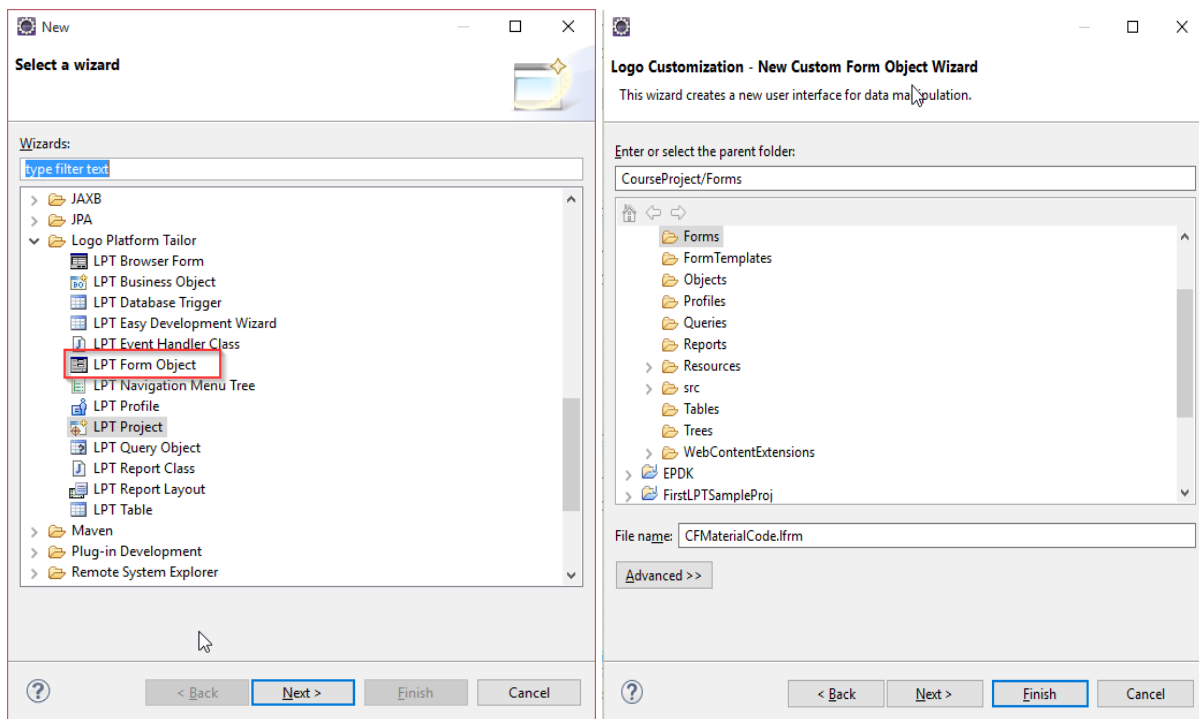 New
Select a wizard
Wizards:
type filter text
JAXB
JPA
Logo Platform Tailor
LPT Browser Form
LPT Business Object
LPT Database Trigger
LPT Easy Development Wizard
LPT Event Handler Class
LPT Form Object
LPT Navigation Menu Tree
LPT Profile
LPT Project
LPT Query Object
LPT Report Class
LPT Report Layout
LPT Table
Maven
Plug-in Development
Remote System Explorer
< Back
Next >
Finish
Cancel
Logo Customization - New Custom Form Object Wizard
This wizard creates a new user interface for data manipulation.
Enter or select the parent folder:
CourseProject/Forms
Forms
FormTemplates
Objects
Profiles
Queries
Reports
Resources
src
Tables
Trees
WebContentExtensions
EPDK
FirstLPTSampleProj
File name: CFMaterialCode.lfrm
Advanced >>
< Back
Next >
Finish
Cancel